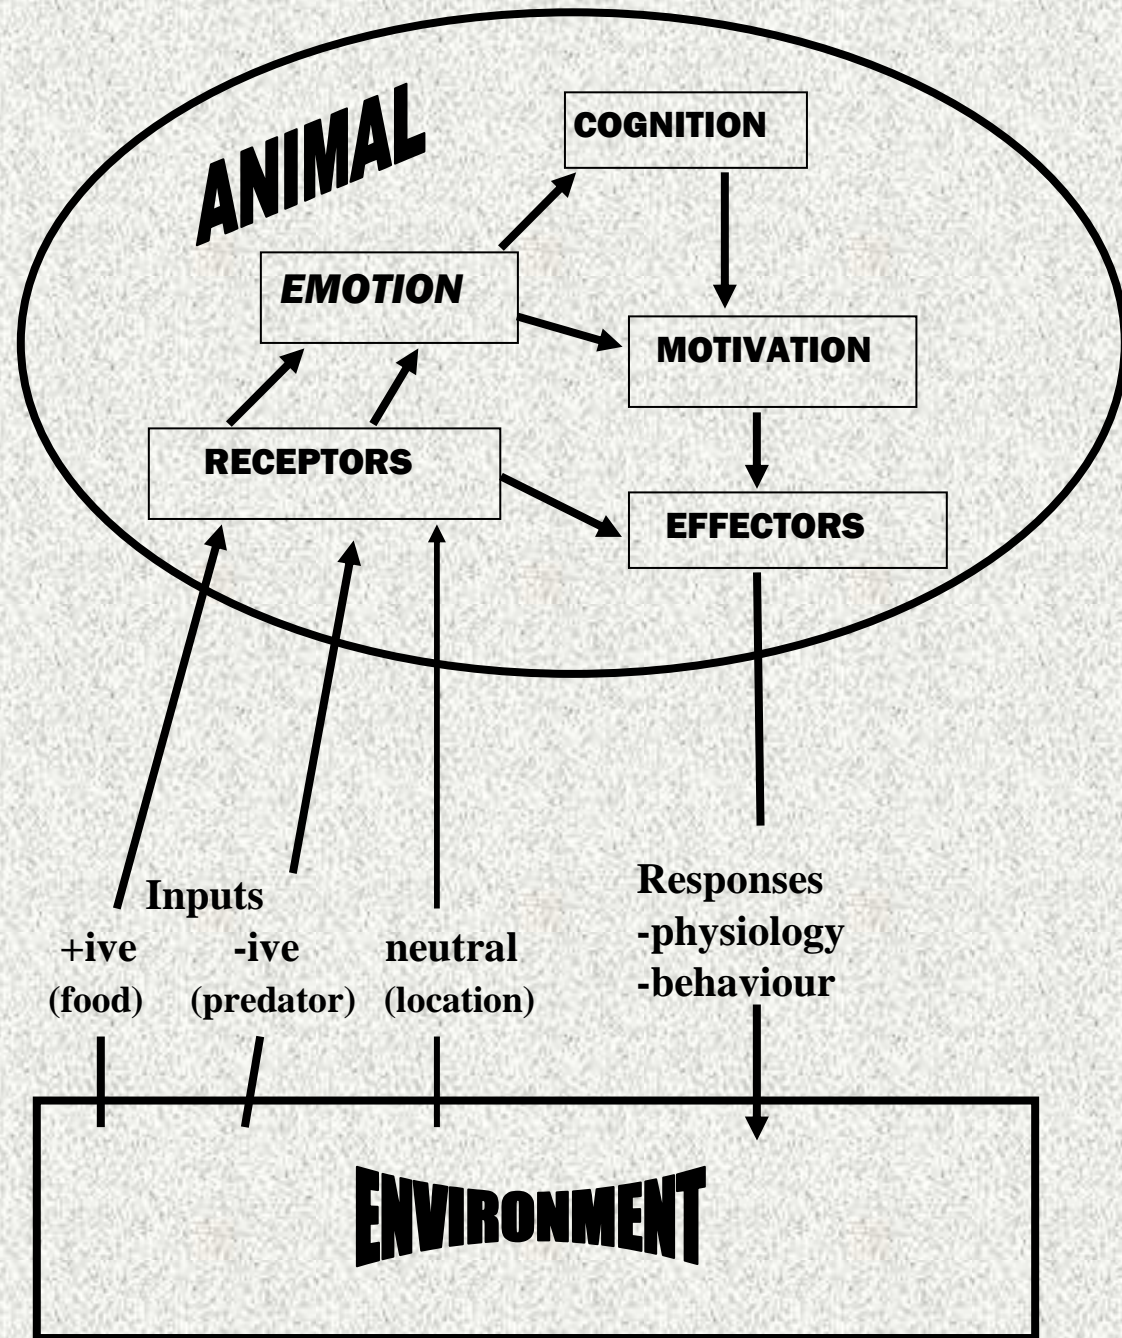 ANIMAL
COGNITION
EMOTION
MOTIVATION
RECEPTORS
EFFECTORS
Inputs
+ive -ive neutral
(food) (predator) (location)
Responses
-physiology
-behaviour
ENVIRONMENT